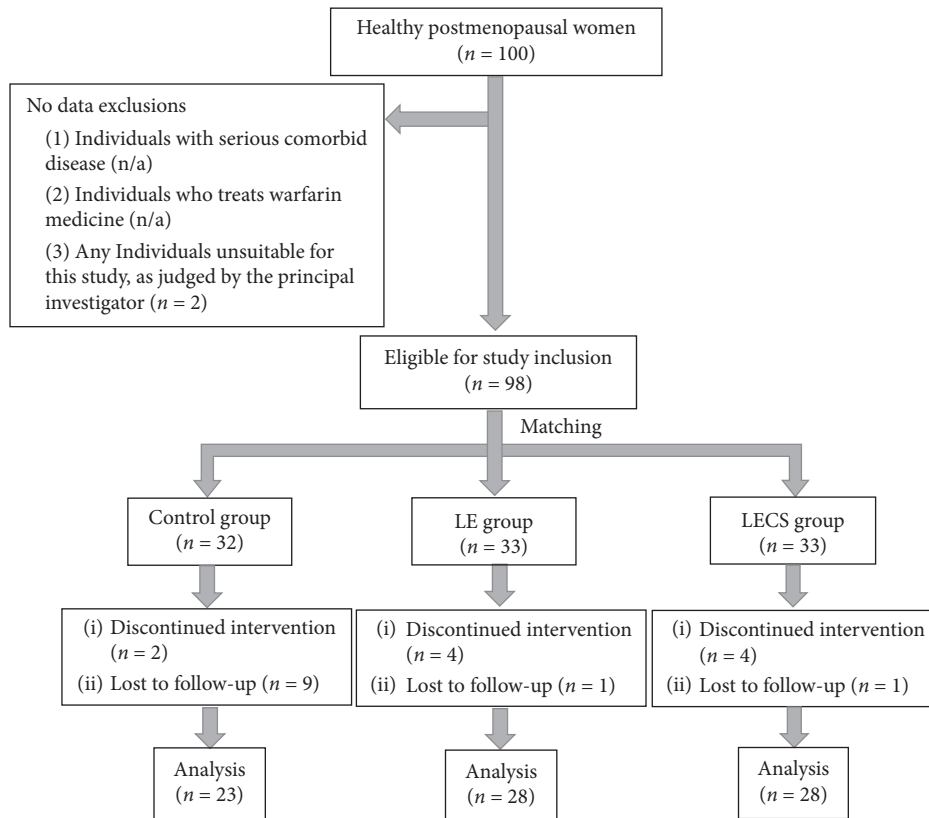 Healthy postmenopausal women
(n = 100)
No data exclusions
(1) Individuals with serious comorbid
disease (n/a)
(2) Individuals who treats warfarin
medicine (n/a)
(3) Any Individuals unsuitable for
this study, as judged by the principal
investigator (n = 2)
Eligible for study inclusion
(n = 98)
Matching
Control group
(n = 32)
LE group
(n = 33)
LECS group
(n = 33)
(i) Discontinued intervention
(n = 2)
(ii) Lost to follow-up (n = 9)
(i) Discontinued intervention
(n = 4)
(ii) Lost to follow-up (n = 1)
(i) Discontinued intervention
(n = 4)
(ii) Lost to follow-up (n = 1)
Analysis
(n = 23)
Analysis
(n = 28)
Analysis
(n = 28)